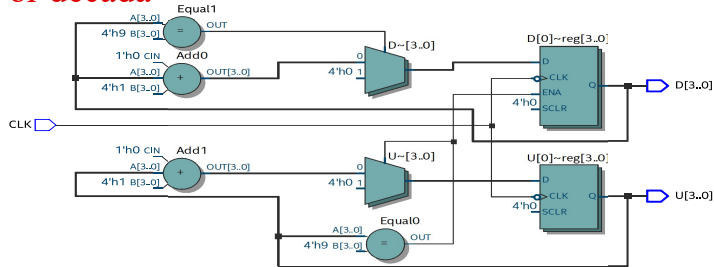 or decada
Equal1
A[3..0]
4'h9 B[3..0]
=
OUT
1'h0 CIN
Add0
A[3..0]
4'h1 B[3..0]
+
OUT[3..0]
D~[3..0]
0
4'h0 1
D[0]~reg[3..0]
D
CLK
ENA
4'h0
SCLR
Q
D[3..0]
CLK
1'h0 CIN
Add1
A[3..0]
4'h1 B[3..0]
+
OUT[3..0]
U~[3..0]
0
4'h0 1
U[0]~reg[3..0]
D
CLK
4'h0
SCLR
Q
U[3..0]
Equal0
A[3..0]
4'h9 B[3..0]
=
OUT